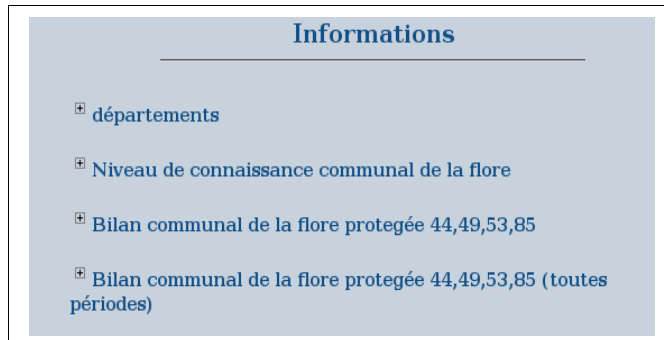 Informations
départements
Niveau de connaissance communal de la flore
Bilan communal de la flore protegée 44,49,53,85
Bilan communal de la flore protegée 44,49,53,85 (toutes
périodes)